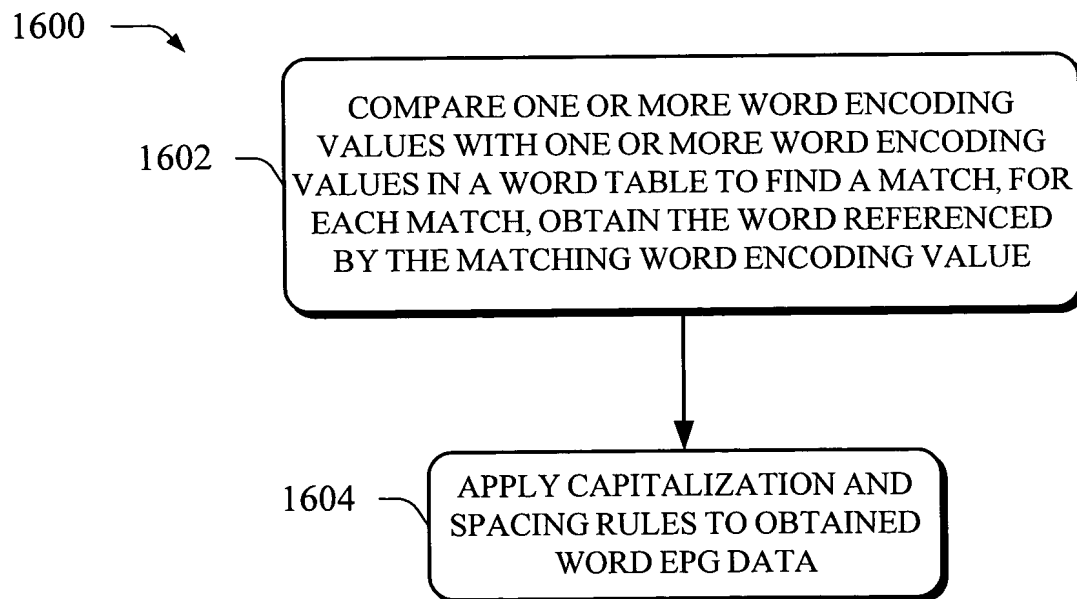 1600
1602
COMPARE ONE OR MORE WORD ENCODING
VALUES WITH ONE OR MORE WORD ENCODING
VALUES IN A WORD TABLE TO FIND A MATCH, FOR
EACH MATCH, OBTAIN THE WORD REFERENCED
BY THE MATCHING WORD ENCODING VALUE
1604
APPLY CAPITALIZATION AND
SPACING RULES TO OBTAINED
WORD EPG DATA